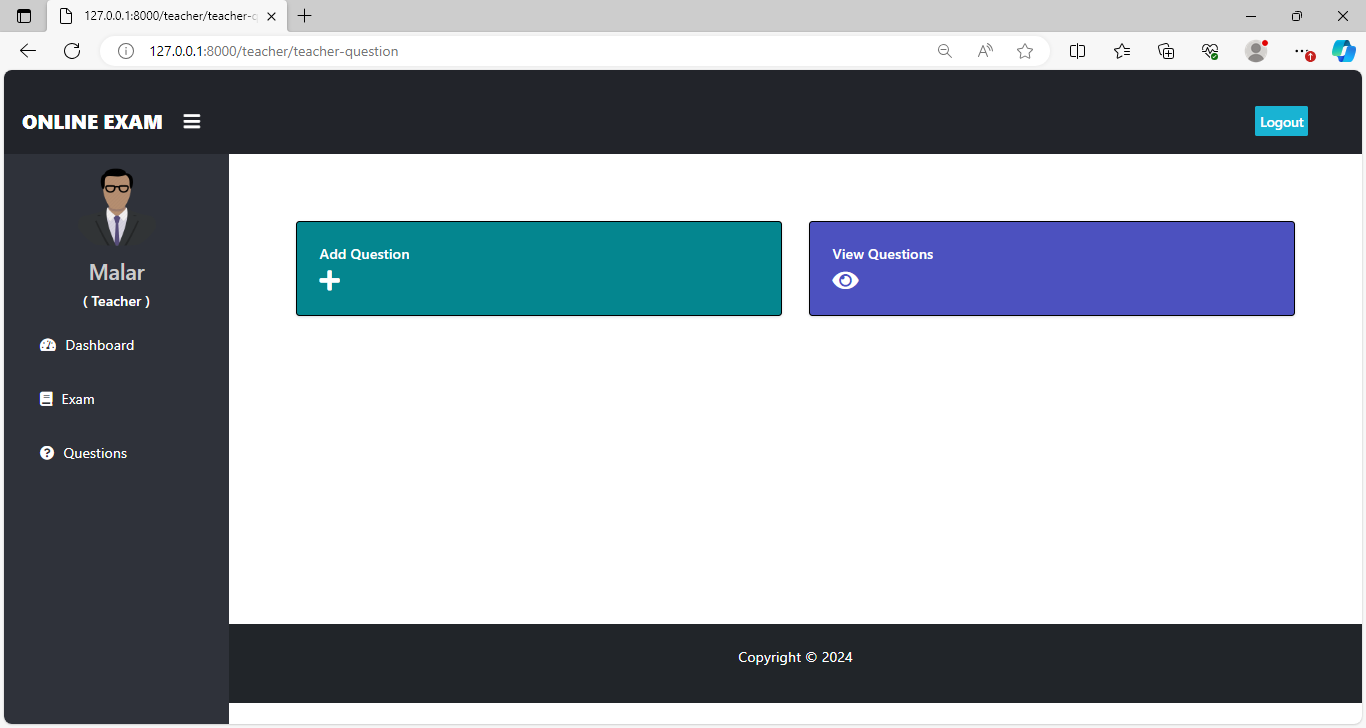 127.0.0.1:8000/teacher/teacher-q
127.0.0.1:8000/teacher/teacher-question
ONLINE EXAM
Logout
Malar
( Teacher )
Dashboard
Exam
Questions
Add Question
View Questions
Copyright © 2024